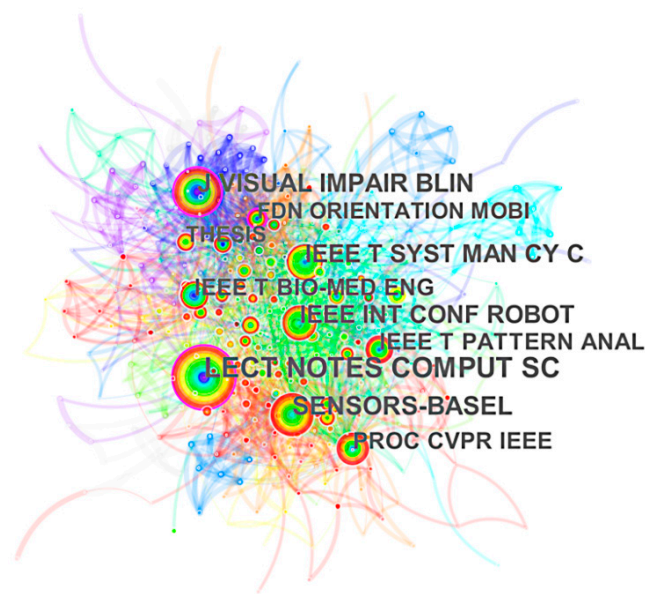 J VISUAL IMPAIR BLIN
FDN ORIENTATION MOBI
THESIS
IEEE T SYST MAN CY C
IEEE T BIO-MED ENG
IEEE INT CONF ROBOT
IEEE T PATTERN ANAL
LECT NOTES COMPUT SC
SENSORS-BASEL
PROC CVPR IEEE